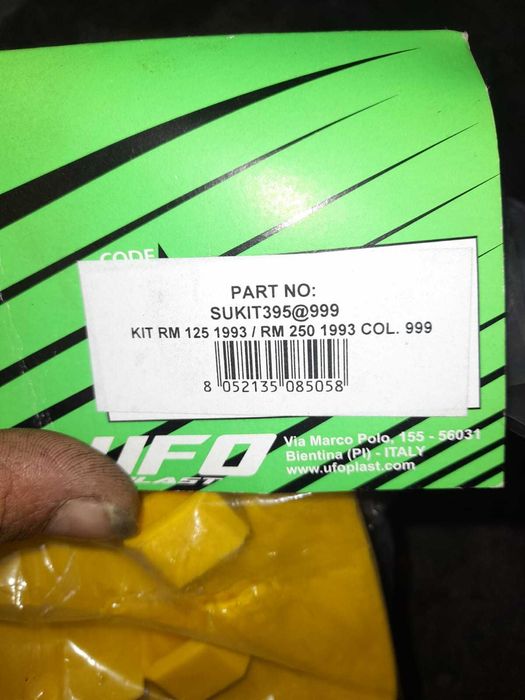 CODE
PART NO:
SUKIT395@999
KIT RM 125 1993 / RM 250 1993 COL. 999
8 052135 085058
UFO
PLAST
Via Marco Polo, 155 - 56031
Bientina (PI) - ITALY
www.ufoplast.com